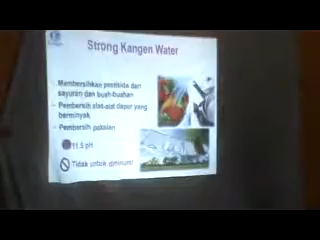 Strong Kangen Water
Membersihkan pestisida dari
sayuran dan buah-buahan
- Pembersih alat-alat dapur yang
berminyak
- Pembersih pakaian
11.5 pH
Tidak untuk diminum!